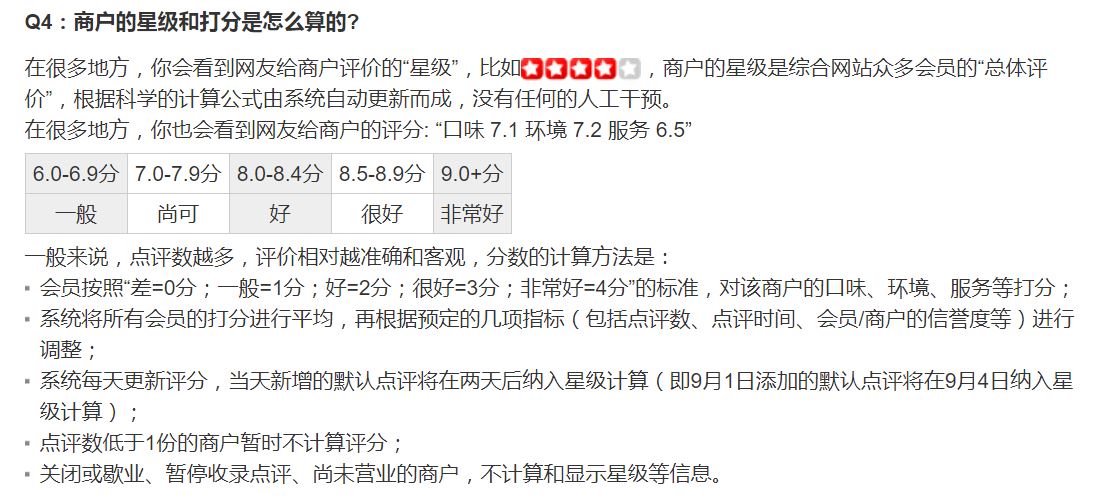 Q4：商户的星级和打分是怎么算的?
在很多地方，你会看到网友给商户评价的“星级”，比如，商户的星级是综合网站众多会员的“总体评
价”，根据科学的计算公式由系统自动更新而成，没有任何的人工干预。
在很多地方，你也会看到网友给商户的评分: “口味 7.1 环境 7.2 服务 6.5”
6.0-6.9分 7.0-7.9分 8.0-8.4分 8.5-8.9分 9.0+分
一般 尚可 好 很好 非常好
一般来说，点评数越多，评价相对越准确和客观，分数的计算方法是：
会员按照“差=0分；一般=1分；好=2分；很好=3分；非常好=4分”的标准，对该商户的口味、环境、服务等打分；
系统将所有会员的打分进行平均，再根据预定的几项指标（包括点评数、点评时间、会员/商户的信誉度等）进行
调整；
系统每天更新评分，当天新增的默认点评将在两天后纳入星级计算（即9月1日添加的默认点评将在9月4日纳入星
级计算）；
点评数低于1份的商户暂时不计算评分；
关闭或歇业、暂停收录点评、尚未营业的商户，不计算和显示星级等信息。